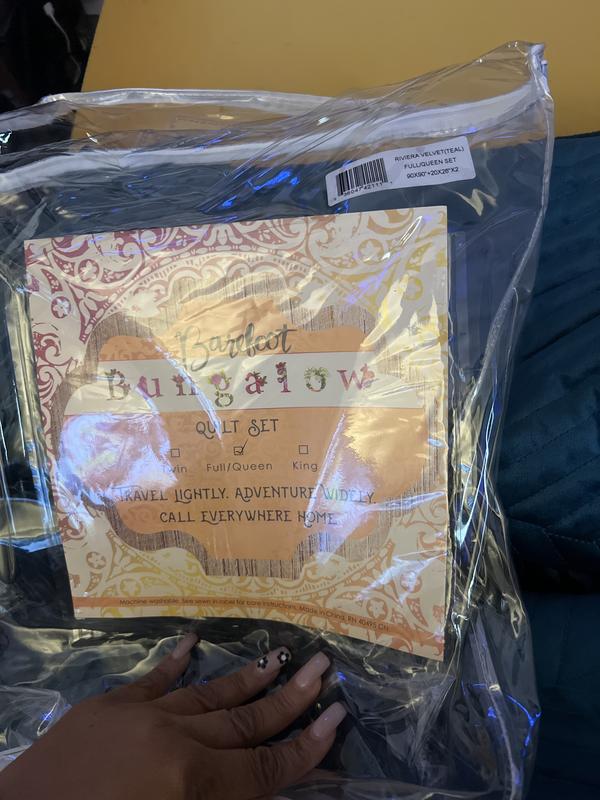 RIVIERA VELVET(TEAL)
FULL/QUEEN SET
90X90"+20X26"X2
Barefoot
Bungalow
QUILT SET
Twin Full/Queen King
TRAVEL LIGHTLY. ADVENTURE WIDELY.
CALL EVERYWHERE HOME.
Machine washable. See sewn in label for care instructions. Made in China. RN 40495 CN